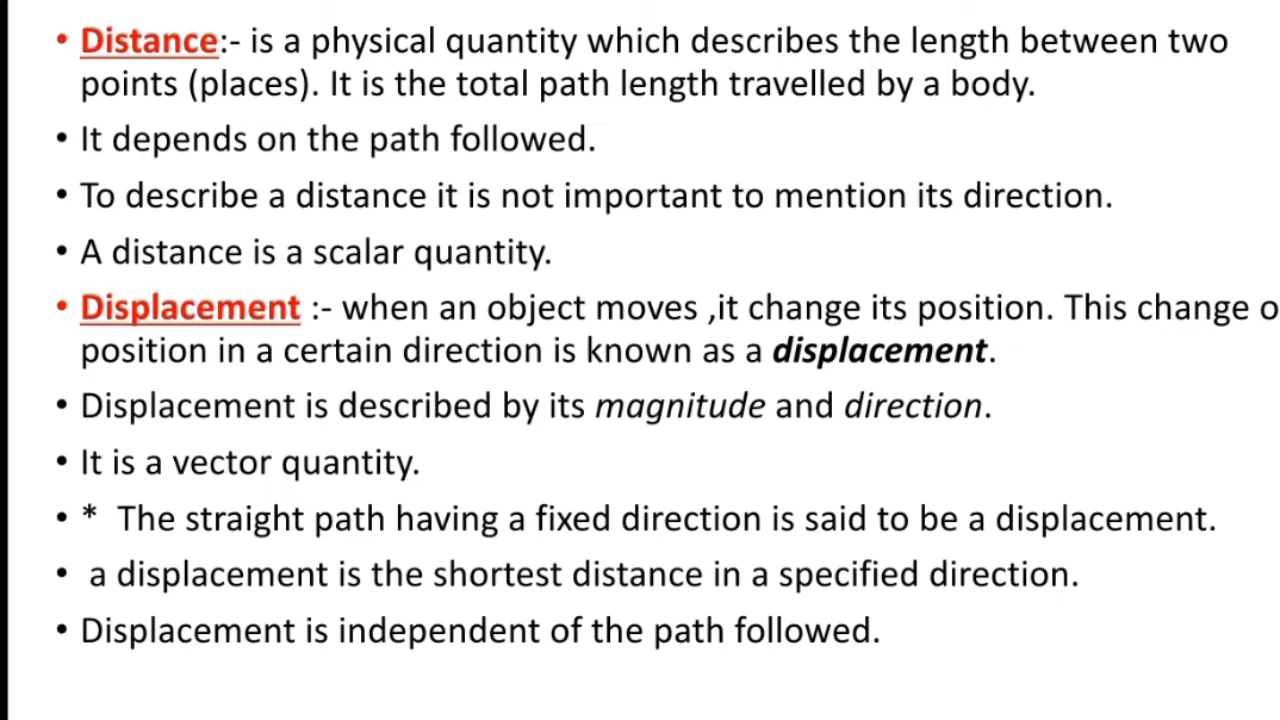 • Distance:- is a physical quantity which describes the length between two
points (places). It is the total path length travelled by a body.
• It depends on the path followed.
• To describe a distance it is not important to mention its direction.
• A distance is a scalar quantity.
• Displacement :- when an object moves ,it change its position. This change o
position in a certain direction is known as a displacement.
• Displacement is described by its magnitude and direction.
• It is a vector quantity.
• * The straight path having a fixed direction is said to be a displacement.
• a displacement is the shortest distance in a specified direction.
• Displacement is independent of the path followed.